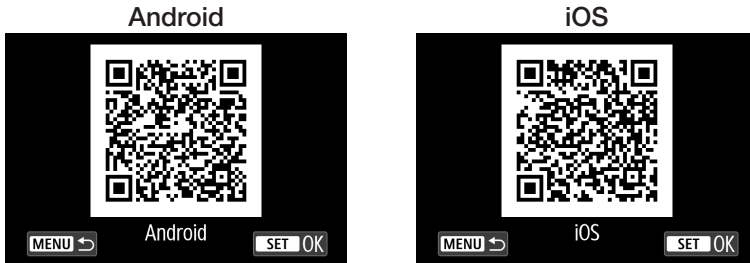 Android
iOS
Android
MENU
SET OK
iOS
MENU
SET OK